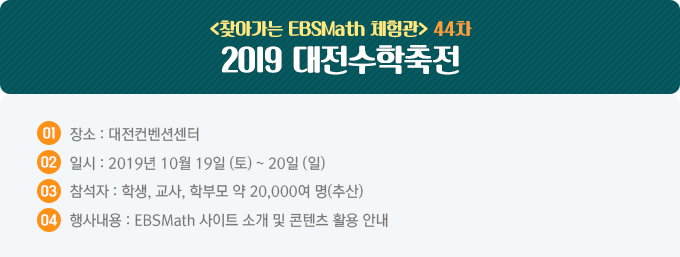 <찾아가는 EBSMath 체험관> 44차
2019 대전수학축전
01 장소 : 대전컨벤션센터
02 일시 : 2019년 10월 19일 (토) ~ 20일 (일)
03 참석자 : 학생, 교사, 학부모 약 20,000여 명(추산)
04 행사내용 : EBSMath 사이트 소개 및 콘텐츠 활용 안내